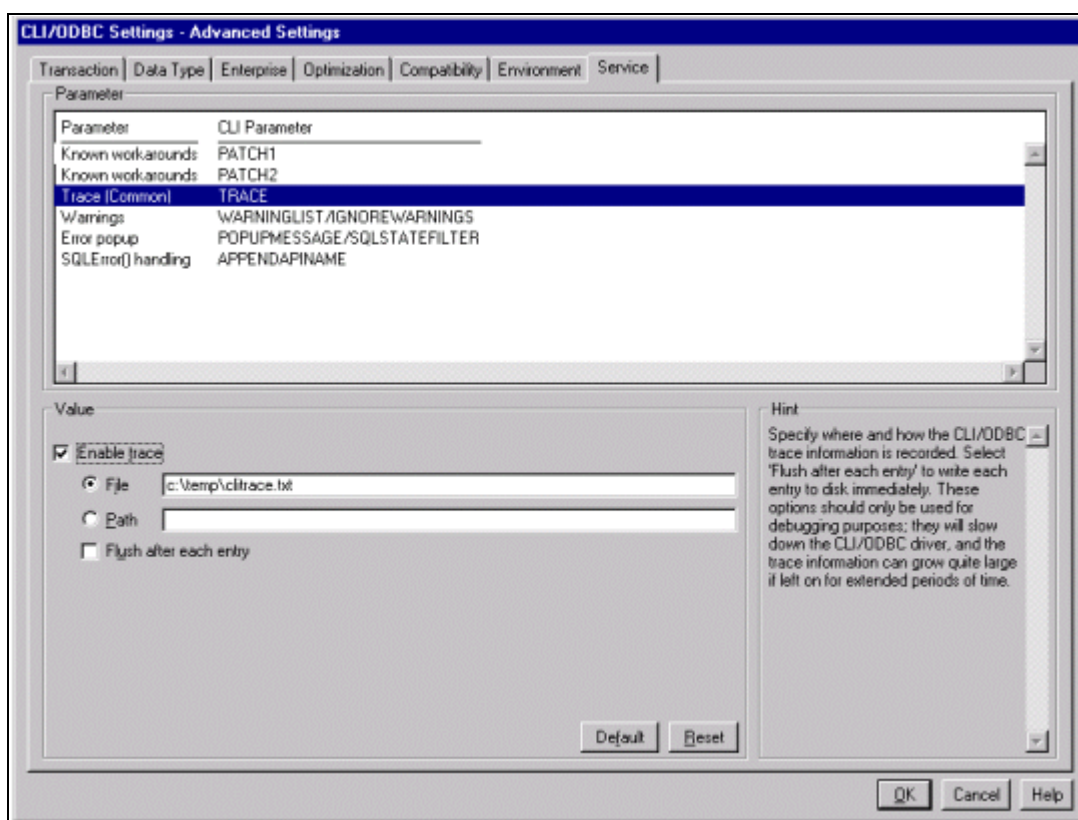 CLI/ODBC Settings - Advanced Settings
Transaction Data Type Enterprise Optimization Compatibility Environment Service
Parameter
Parameter CLI Parameter
Known workarounds PATCH1
Known workarounds PATCH2
Trace (Common) TRACE
Warnings WARNINGLIST/IGNOREWARNINGS
Error popup POPUPMESSAGE/SQLSTATEFILTER
SQLError() handling APPENDAPINAME
Value
Enable trace
File c:\temp\clitrace.txt
Path
Flush after each entry
Default Reset
Hint
Specify where and how the CLI/ODBC
trace information is recorded. Select
'Flush after each entry' to write each
entry to disk immediately. These
options should only be used for
debugging purposes; they will slow
down the CLI/ODBC driver, and the
trace information can grow quite large
if left on for extended periods of time.
OK Cancel Help